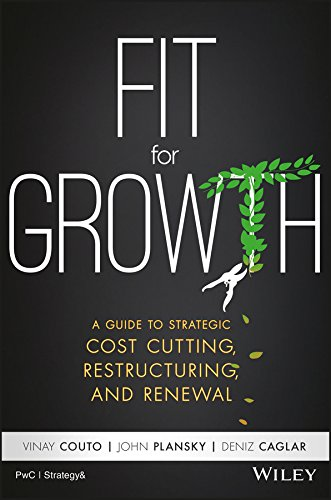 FIT
for
GROWTH
A GUIDE TO STRATEGIC
COST CUTTING,
RESTRUCTURING,
AND RENEWAL
VINAY COUTO | JOHN PLANSKY | DENIZ CAGLAR
PwC | Strategy& WILEY